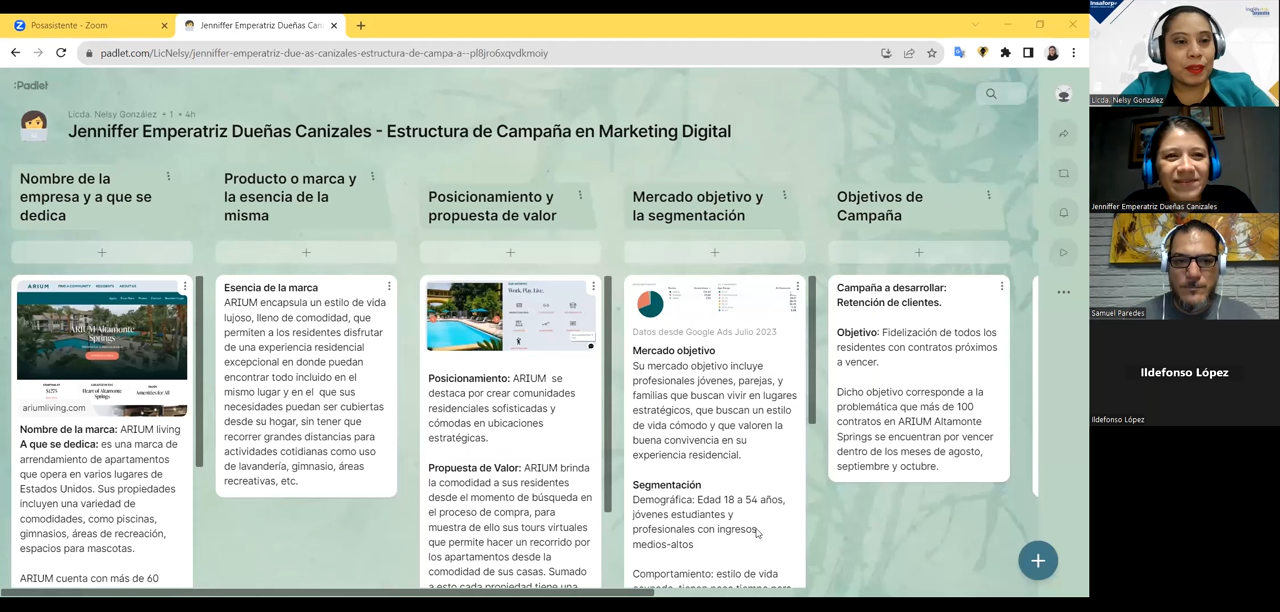 Posasistente - Zoom
Jenniffer Emperatriz Dueñas Can
padlet.com/LicNelsy/jenniffer-emperatriz-due-as-canizales-estructura-de-campa-a--pl8jro6xqvdkmoiy
:Padlet
Licda. Nelsy González • 1 • 4h
Jenniffer Emperatriz Dueñas Canizales - Estructura de Campaña en Marketing Digital
Nombre de la
empresa y a que se
dedica
ARIUM
ARIUM Altamonte
Springs
ariumliving.com
Nombre de la marca: ARIUM living
A que se dedica: es una marca de
arrendamiento de apartamentos
que opera en varios lugares de
Estados Unidos. Sus propiedades
incluyen una variedad de
comodidades, como piscinas,
gimnasios, áreas de recreación,
espacios para mascotas.
ARIUM cuenta con más de 60
Producto o marca y
la esencia de la
misma
Esencia de la marca
ARIUM encapsula un estilo de vida
lujoso, lleno de comodidad, que
permiten a los residentes disfrutar
de una experiencia residencial
excepcional en donde puedan
encontrar todo incluido en el
mismo lugar y en el que sus
necesidades puedan ser cubiertas
desde su hogar, sin tener que
recorrer grandes distancias para
actividades cotidianas como uso
de lavandería, gimnasio, áreas
recreativas, etc.
Posicionamiento y
propuesta de valor
Work. Play. Live.
Posicionamiento: ARIUM se
destaca por crear comunidades
residenciales sofisticadas y
cómodas en ubicaciones
estratégicas.
Propuesta de Valor: ARIUM brinda
la comodidad a sus residentes
desde el momento de búsqueda en
el proceso de compra, para
muestra de ello sus tours virtuales
que permite hacer un recorrido por
los apartamentos desde la
comodidad de sus casas. Sumado
a esto cada propiedad tiene una
Mercado objetivo y
la segmentación
Datos desde Google Ads Julio 2023
Mercado objetivo
Su mercado objetivo incluye
profesionales jóvenes, parejas, y
familias que buscan vivir en lugares
estratégicos, que buscan un estilo
de vida cómodo y que valoren la
buena convivencia en su
experiencia residencial.
Segmentación
Demográfica: Edad 18 a 54 años,
jóvenes estudiantes y
profesionales con ingresos
medios-altos
Comportamiento: estilo de vida
Objetivos de
Campaña
Campaña a desarrollar:
Retención de clientes.
Objetivo: Fidelización de todos los
residentes con contratos próximos
a vencer.
Dicho objetivo corresponde a la
problemática que más de 100
contratos en ARIUM Altamonte
Springs se encuentran por vencer
dentro de los meses de agosto,
septiembre y octubre.
Insaforp
Licda. Nelsy González
Jenniffer Emperatriz Dueñas Canizales
Samuel Paredes
Ildefonso López
Ildefonso López